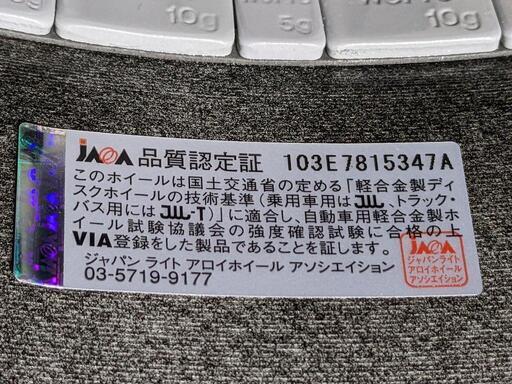 10g
5g
10g
JAWA 品質認定証 103E7815347A
このホイールは国土交通省の定める「軽合金製ディ
スクホイールの技術基準(乗用車用はJWL、トラック・
バス用にはJWL-T)」に適合し、自動車用軽合金製ホ
イール試験協議会の強度確認試験に合格の上
VIA登録をした製品であることを証します。
ジャパン ライト アロイホイール アソシエイション
03-5719-9177
JAWA
ジャパンライト
アロイホイール
アソシエイション